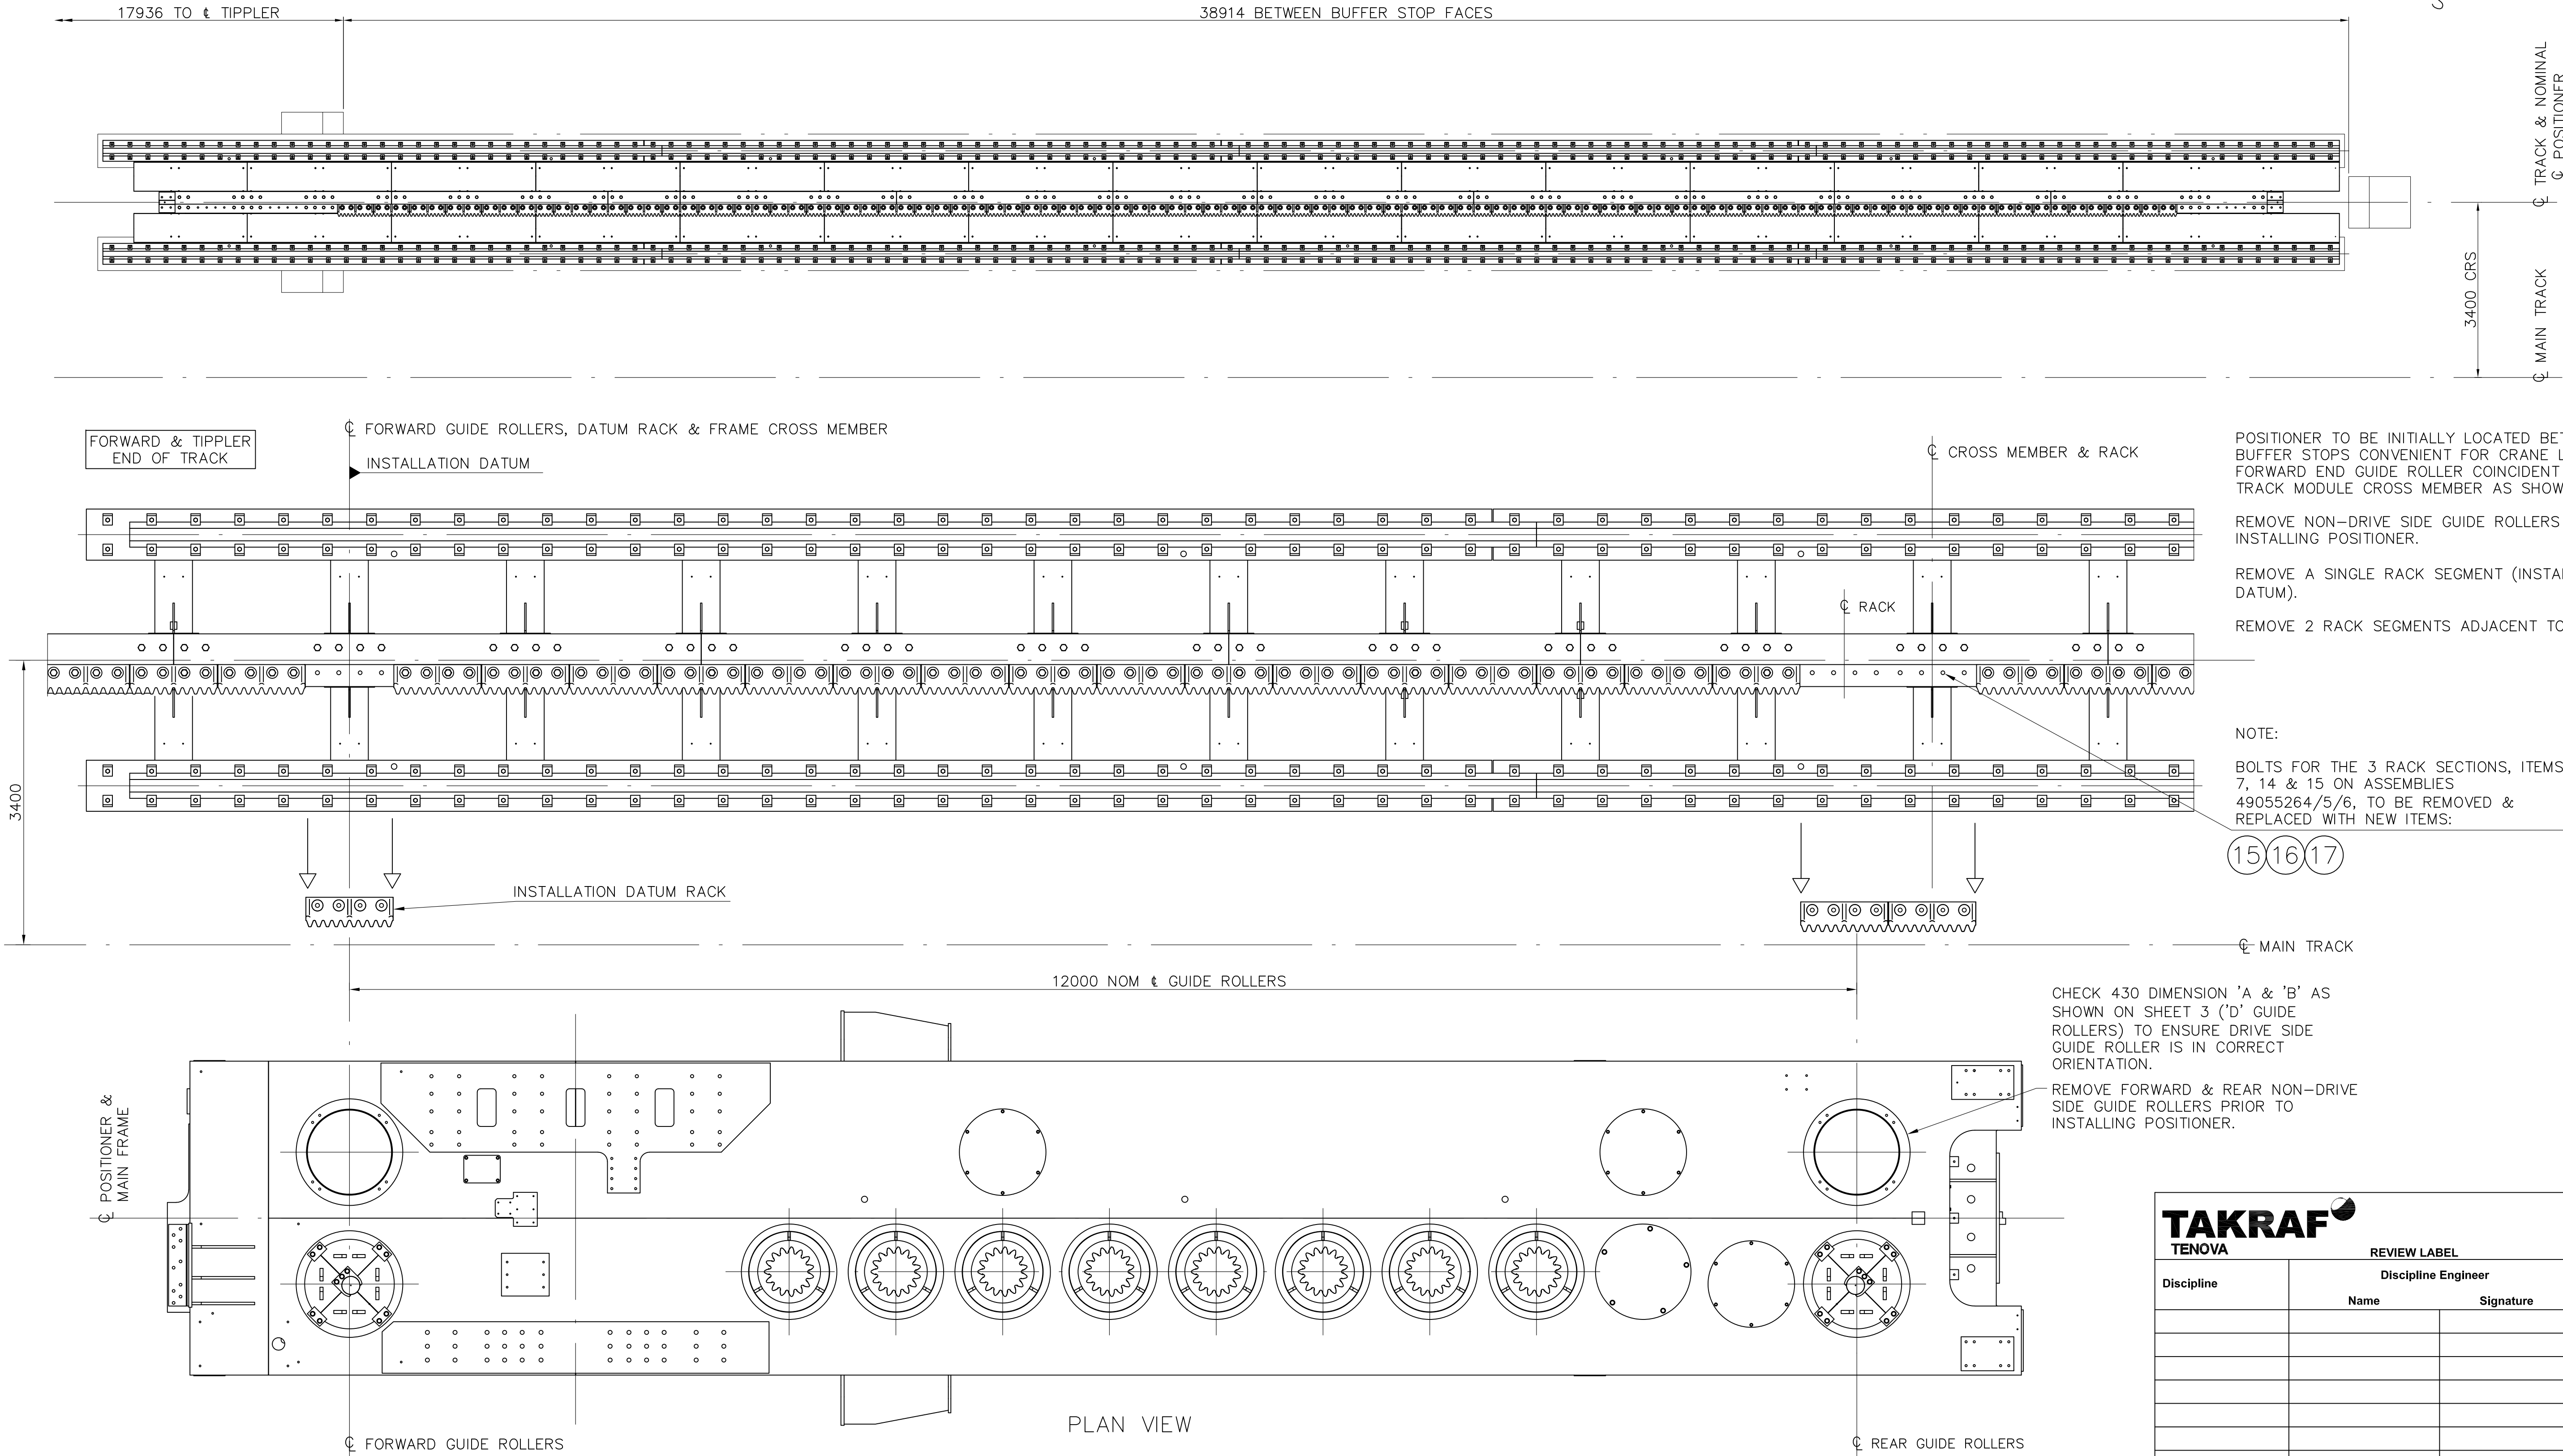 17936 TO ℄ TIPPLER
38914 BETWEEN BUFFER STOP FACES
℄ TRACK & NOMINAL
℄ POSITIONER
3400 CRS
℄ MAIN TRACK
FORWARD & TIPPLER
END OF TRACK
℄ FORWARD GUIDE ROLLERS, DATUM RACK & FRAME CROSS MEMBER
INSTALLATION DATUM
℄ CROSS MEMBER & RACK
℄ RACK
POSITIONER TO BE INITIALLY LOCATED
BUFFER STOPS CONVENIENT FOR CRANE
FORWARD END GUIDE ROLLER COINCIDENT
TRACK MODULE CROSS MEMBER AS
REMOVE NON-DRIVE SIDE GUIDE ROLLERS
INSTALLING POSITIONER.
REMOVE A SINGLE RACK SEGMENT
DATUM).
REMOVE 2 RACK SEGMENTS ADJACENT TO
NOTE:
BOLTS FOR THE 3 RACK SECTIONS, ITEMS
7, 14 & 15 ON ASSEMBLIES
49055264/5/6, TO BE REMOVED &
REPLACED WITH NEW ITEMS:
15 16 17
3400
INSTALLATION DATUM RACK
℄ MAIN TRACK
12000 NOM ℄ GUIDE ROLLERS
CHECK 430 DIMENSION 'A & 'B' AS
SHOWN ON SHEET 3 ('D' GUIDE
ROLLERS) TO ENSURE DRIVE SIDE
GUIDE ROLLER IS IN CORRECT
ORIENTATION.
REMOVE FORWARD & REAR NON-DRIVE
SIDE GUIDE ROLLERS PRIOR TO
INSTALLING POSITIONER.
℄ POSITIONER &
MAIN FRAME
PLAN VIEW
℄ FORWARD GUIDE ROLLERS
℄ REAR GUIDE ROLLERS
TAKRAF
TENOVA
REVIEW LABEL
Discipline
Discipline Engineer
Name
Signature